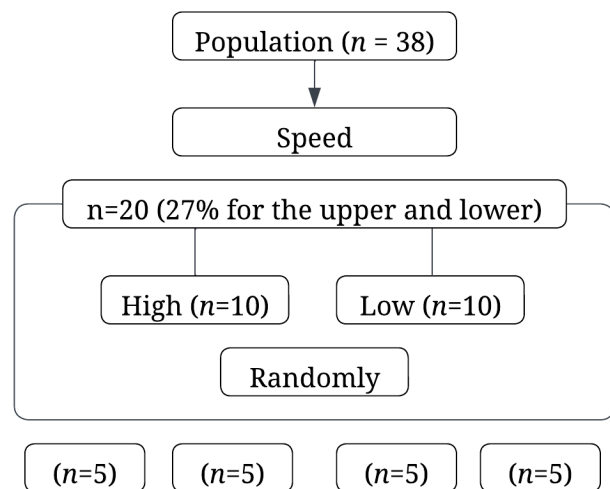 Population (n = 38)
Speed
n=20 (27% for the upper and lower)
High (n=10)
Low (n=10)
Randomly
(n=5)
(n=5)
(n=5)
(n=5)